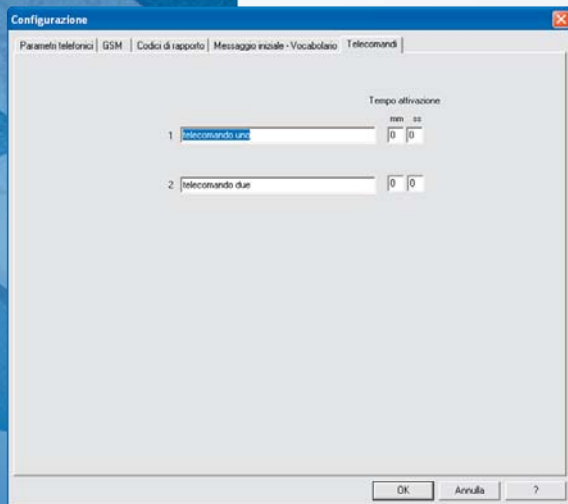 Configurazione
Parametri telefonici GSM Codici di rapporto Messaggio iniziale - Vocabolario Telecomandi
Tempo attivazione
mm ss
1 telecomando uno 0 0
2 telecomando due 0 0
OK Annulla ?